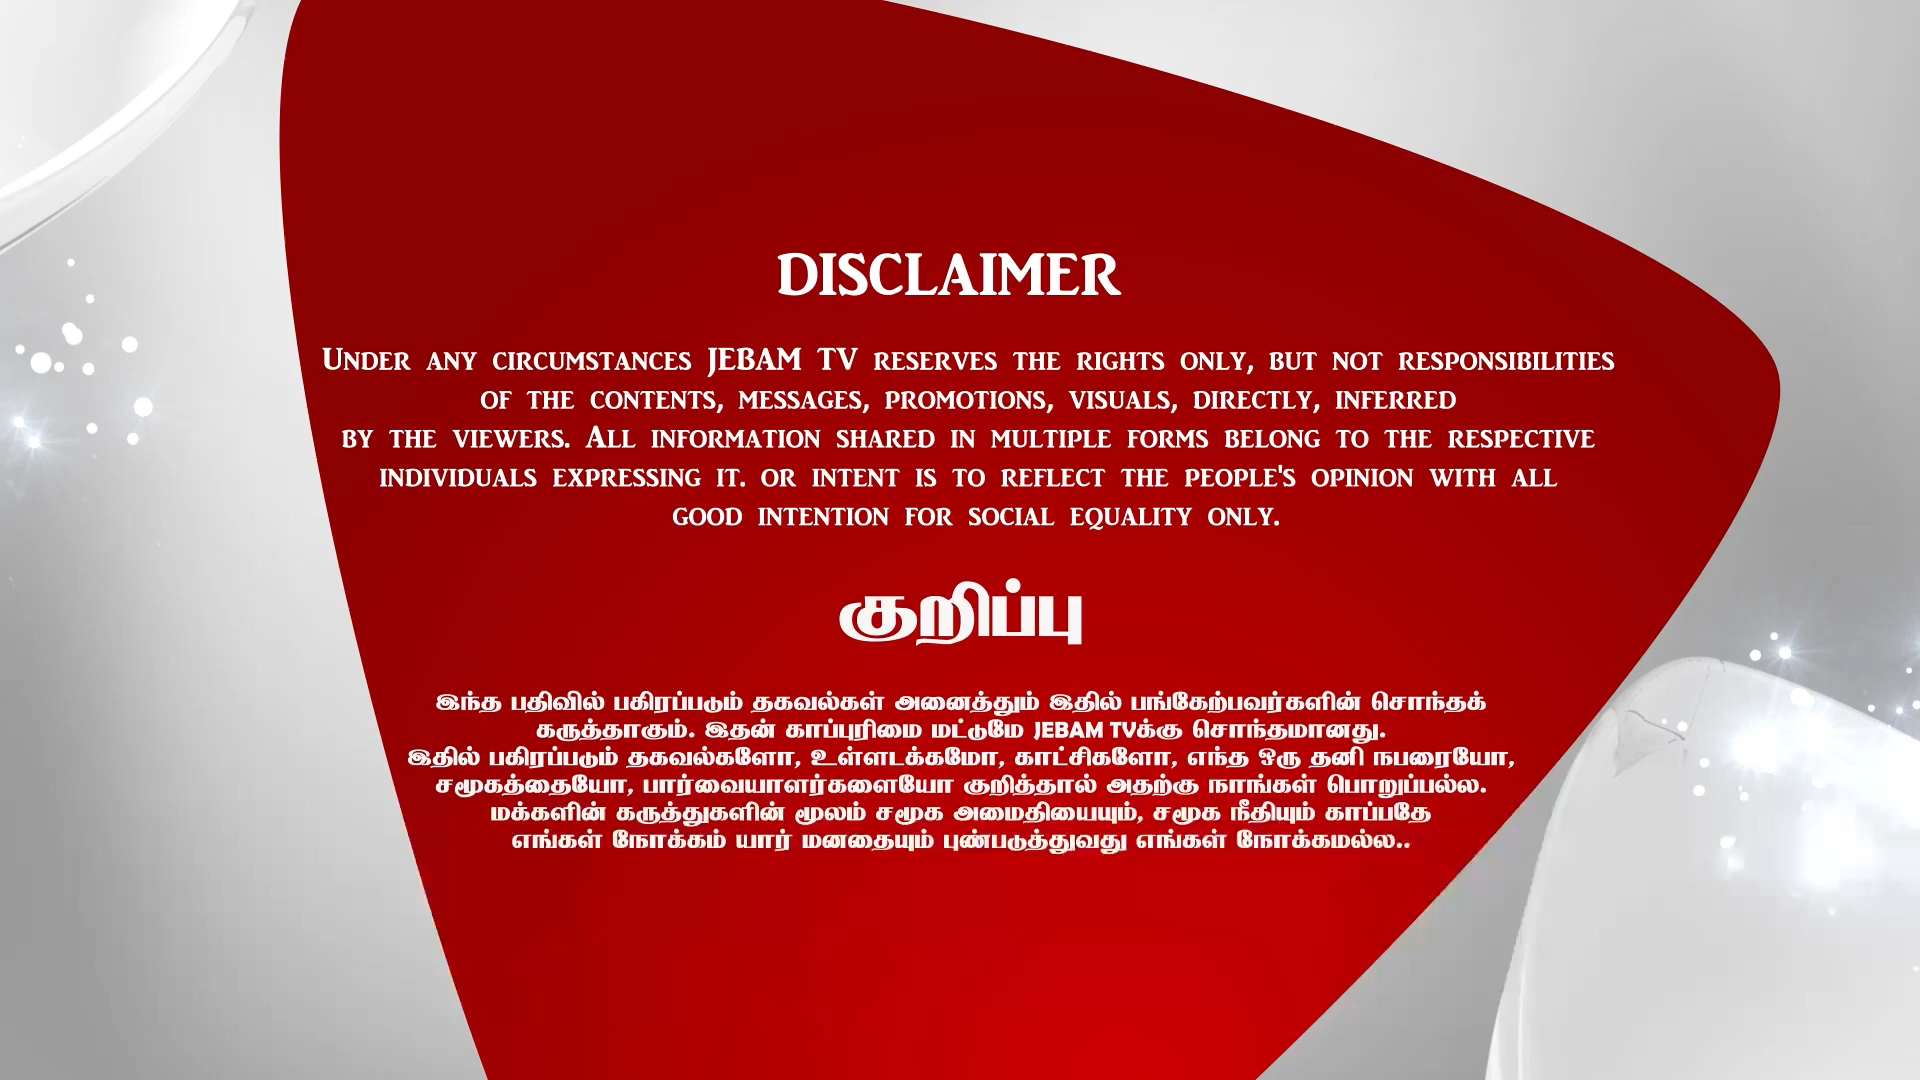 DISCLAIMER
Under any circumstances JEBAM TV reserves the rights only, but not responsibilities
of the contents, messages, promotions, visuals, directly, inferred
by the viewers. All information shared in multiple forms belong to the respective
individuals expressing it. or intent is to reflect the people's opinion with all
good intention for social equality only.
குறிப்பு
இந்த பதிவில் பகிரப்படும் தகவல்கள் அனைத்தும் இதில் பங்கேற்பவர்களின் சொந்தக்
கருத்தாகும். இதன் காப்புரிமை மட்டுமே JEBAM TVக்கு சொந்தமானது.
இதில் பகிரப்படும் தகவல்களோ, உள்ளடக்கமோ, காட்சிகளோ, எந்த ஒரு தனி நபரையோ,
சமூகத்தையோ, பார்வையாளர்களையோ குறித்தால் அதற்கு நாங்கள் பொறுப்பல்ல.
மக்களின் கருத்துகளின் மூலம் சமூக அமைதியையும், சமூக நீதியும் காப்பதே
எங்கள் நோக்கம் யார் மனதையும் புண்படுத்துவது எங்கள் நோக்கமல்ல..